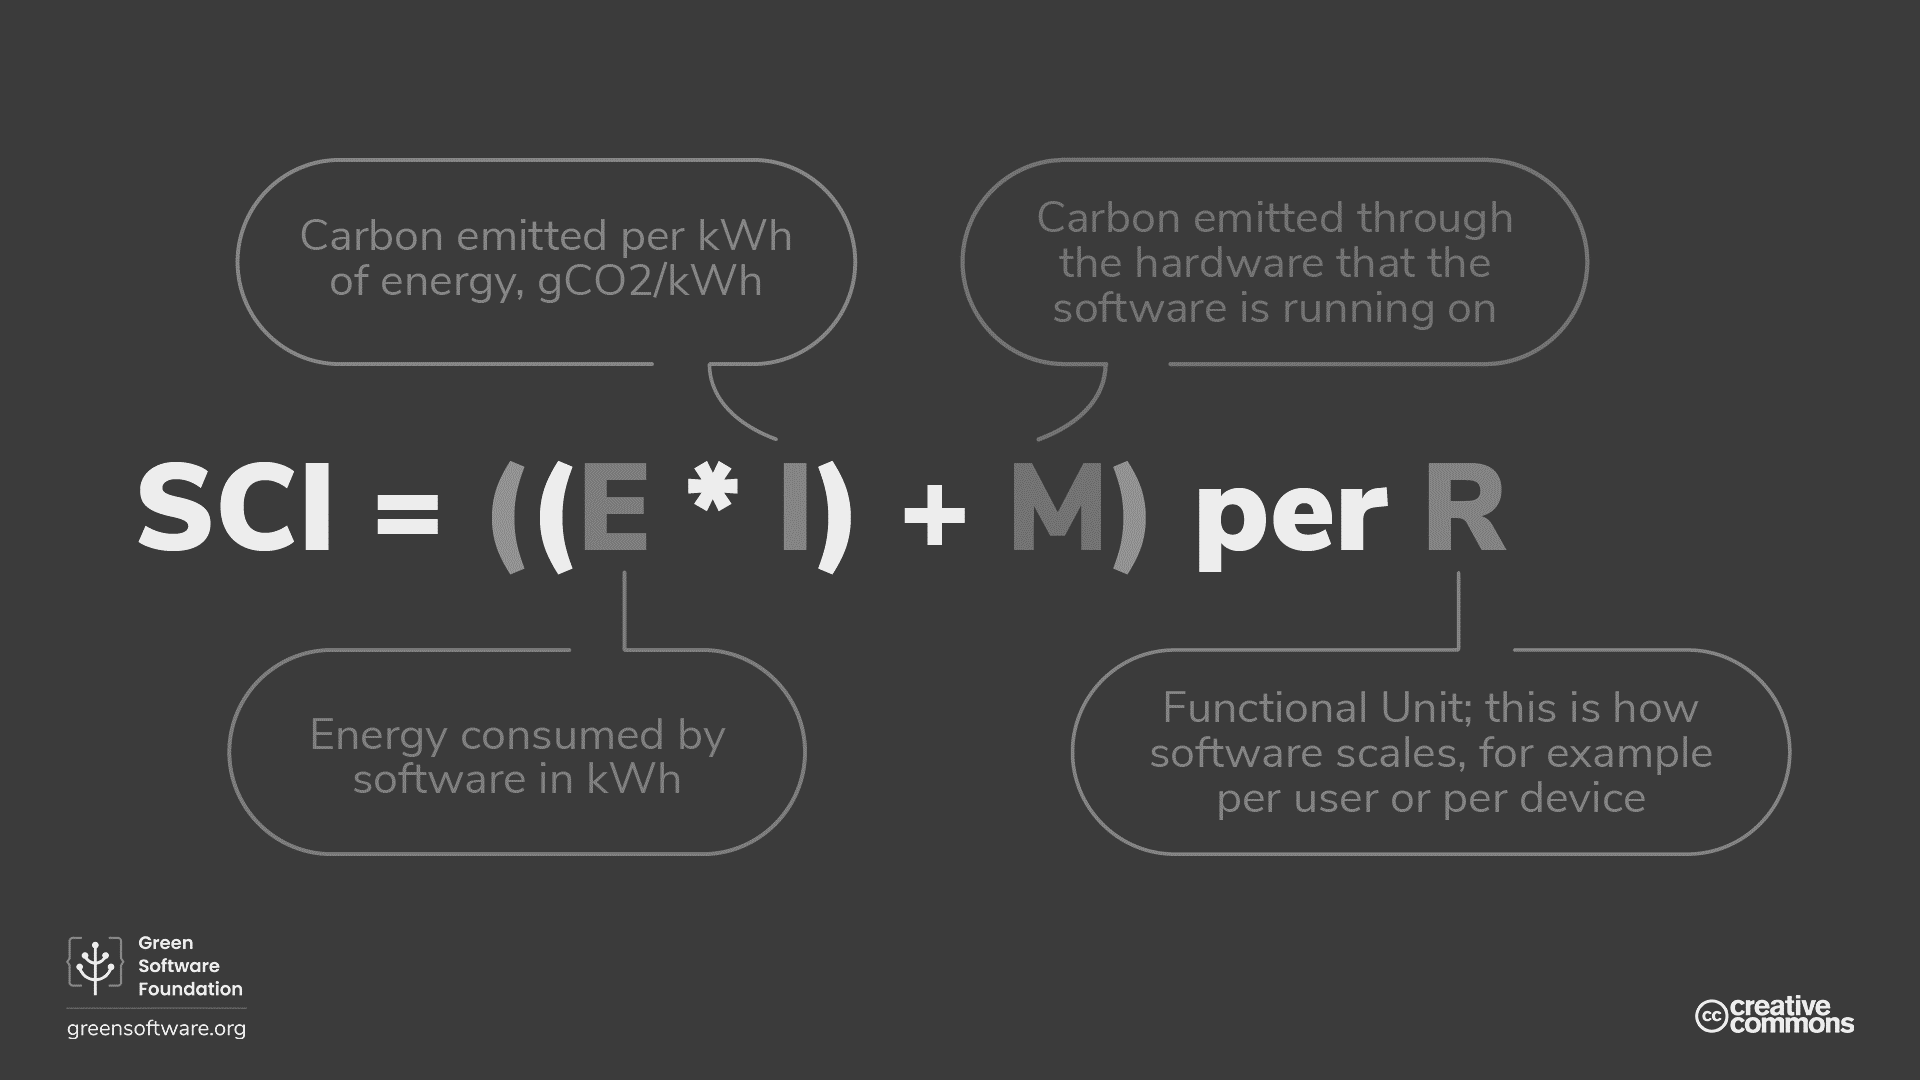 Carbon emitted per kWh
of energy, gCO2/kWh
Carbon emitted through
the hardware that the
software is running on
SCI = ((E * I) + M) per R
Energy consumed by
software in kWh
Functional Unit; this is how
software scales, for example
per user or per device
Green
Software
Foundation
greensoftware.org
cc creative
commons